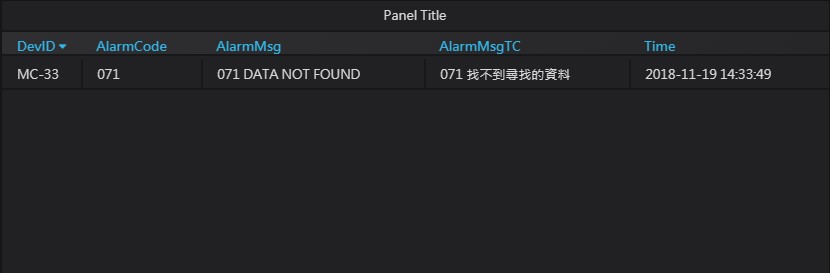 Panel Title
DevID AlarmCode AlarmMsg AlarmMsgTC Time
MC-33 071 071 DATA NOT FOUND 071 找不到尋找的資料 2018-11-19 14:33:49